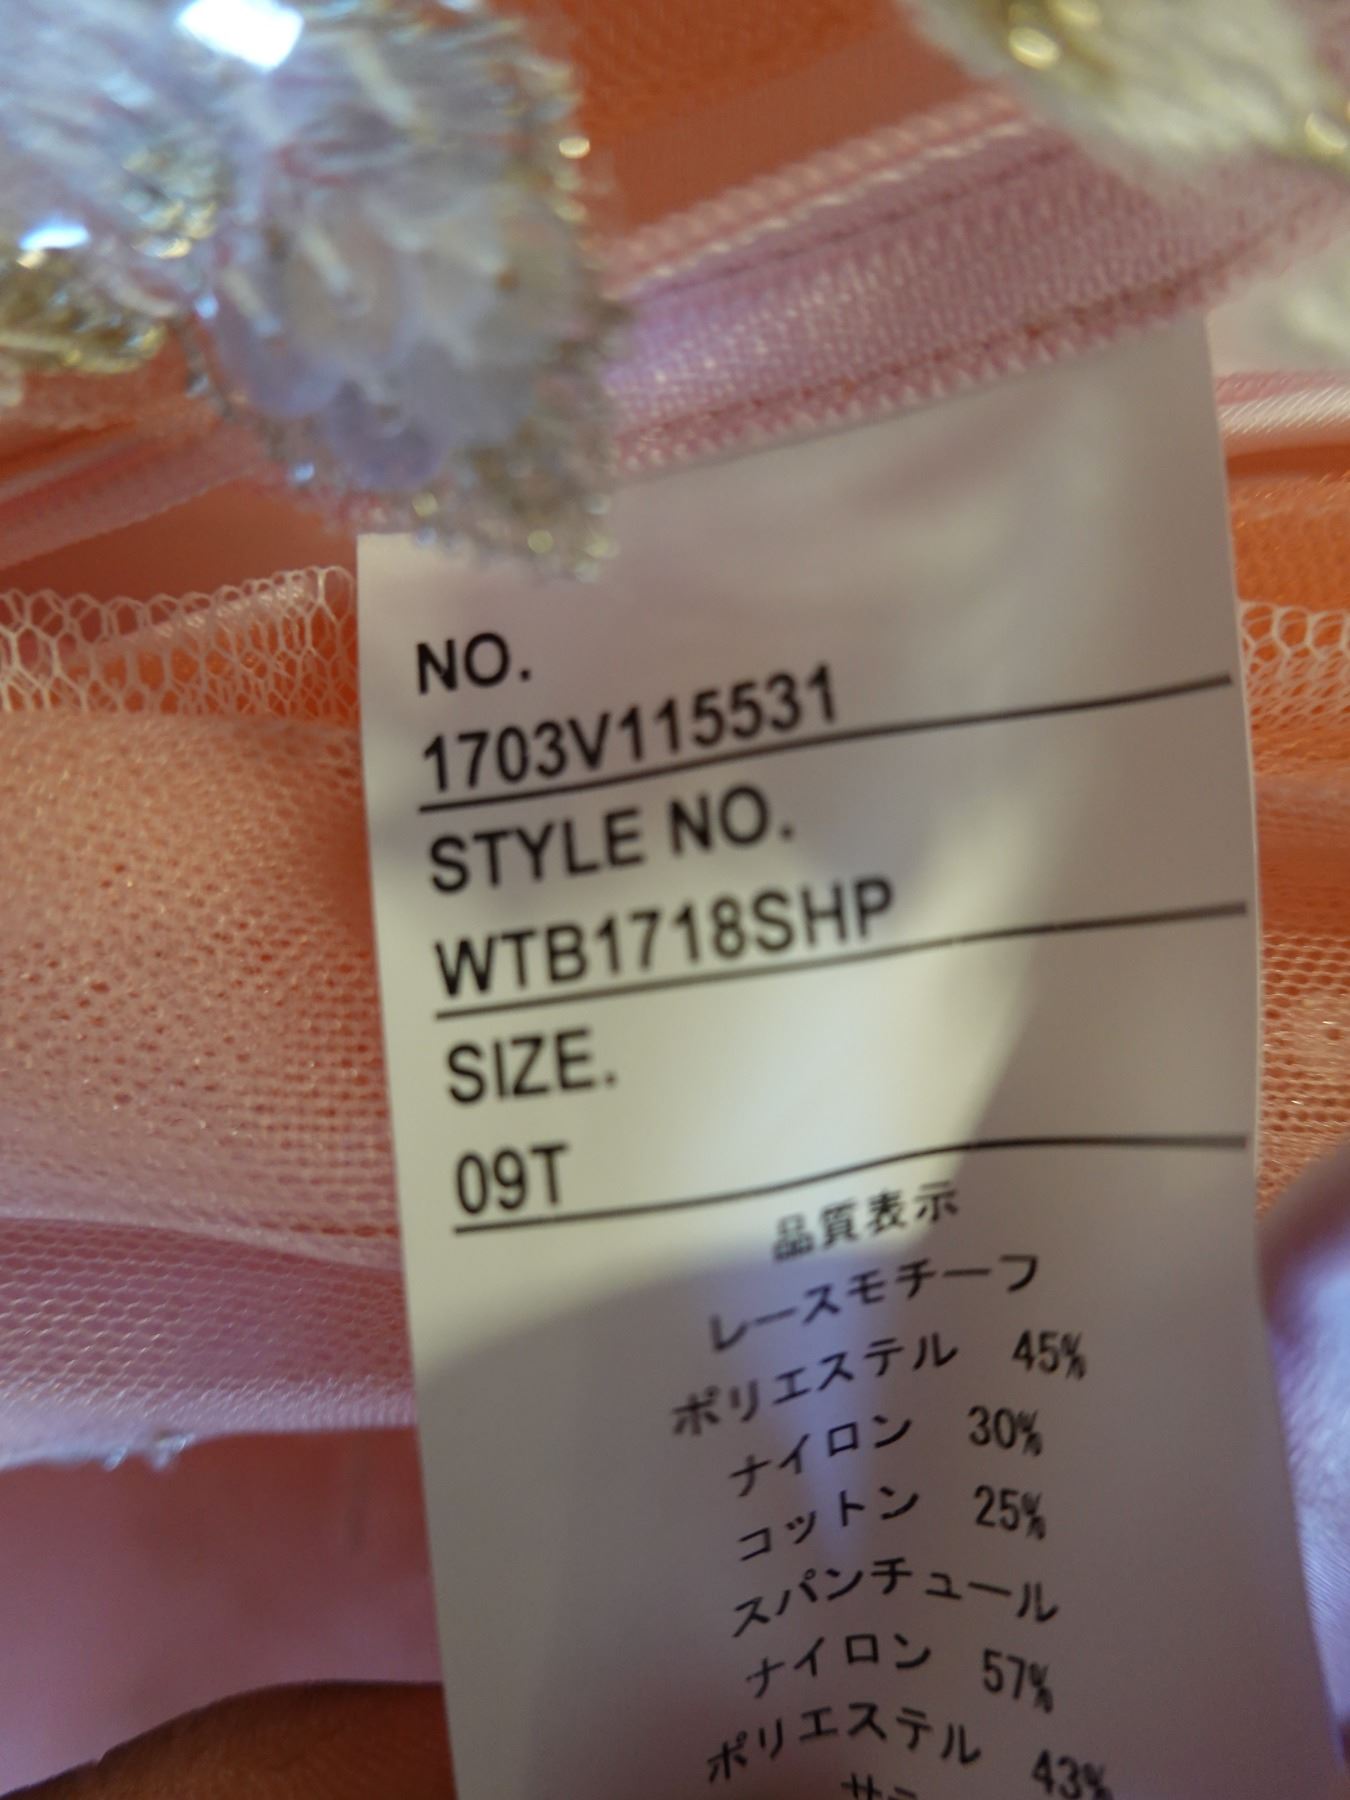 NO.
1703V115531
STYLE NO.
WTB1718SHP
SIZE.
09T
品質表示
レースモチーフ
ポリエステル 45%
ナイロン 30%
コットン 25%
スパンチュール
ナイロン 57%
ポリエステル 43%